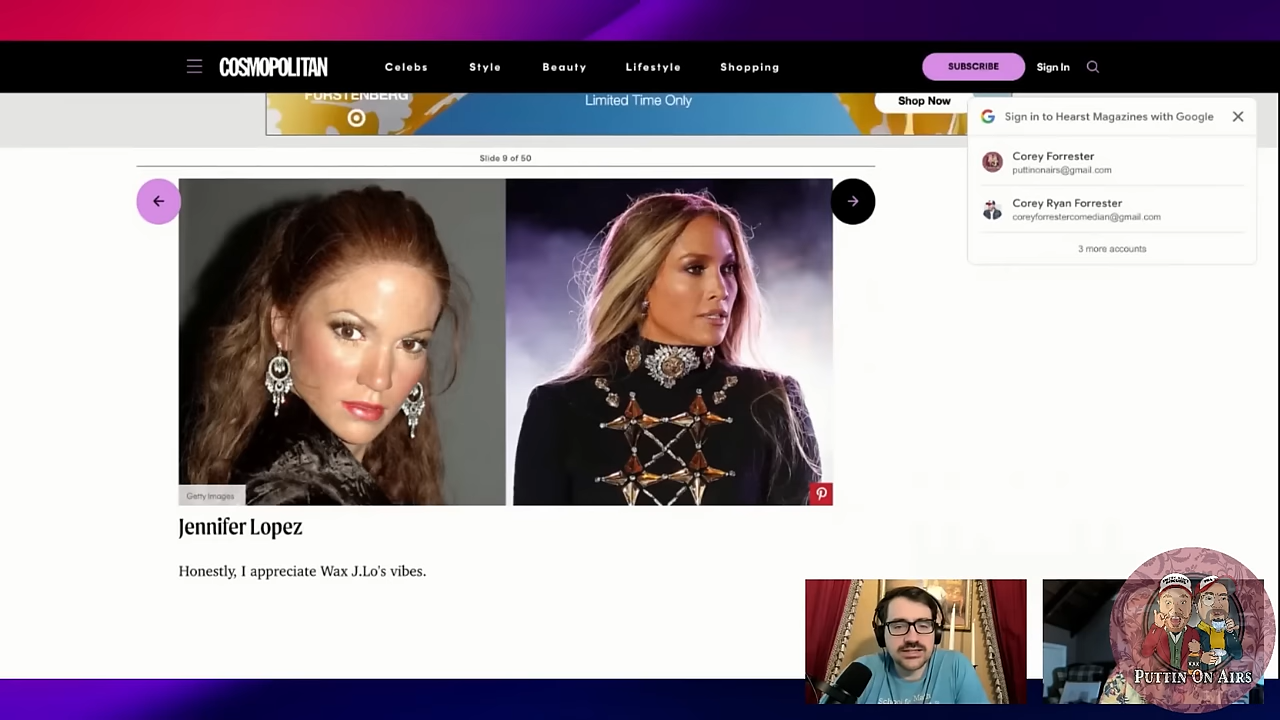 COSMOPOLITAN
Celebs
Style
Beauty
Lifestyle
Shopping
SUBSCRIBE
Sign In
FURSTENBERG
Limited Time Only
Shop Now
Sign in to Hearst Magazines with Google
Corey Forrester
puttinonairs@gmail.com
Corey Ryan Forrester
coreyforrestercomedian@gmail.com
3 more accounts
Slide 9 of 50
Getty Images
Jennifer Lopez
Honestly, I appreciate Wax J.Lo's vibes.
PUTTIN' ON AIRS